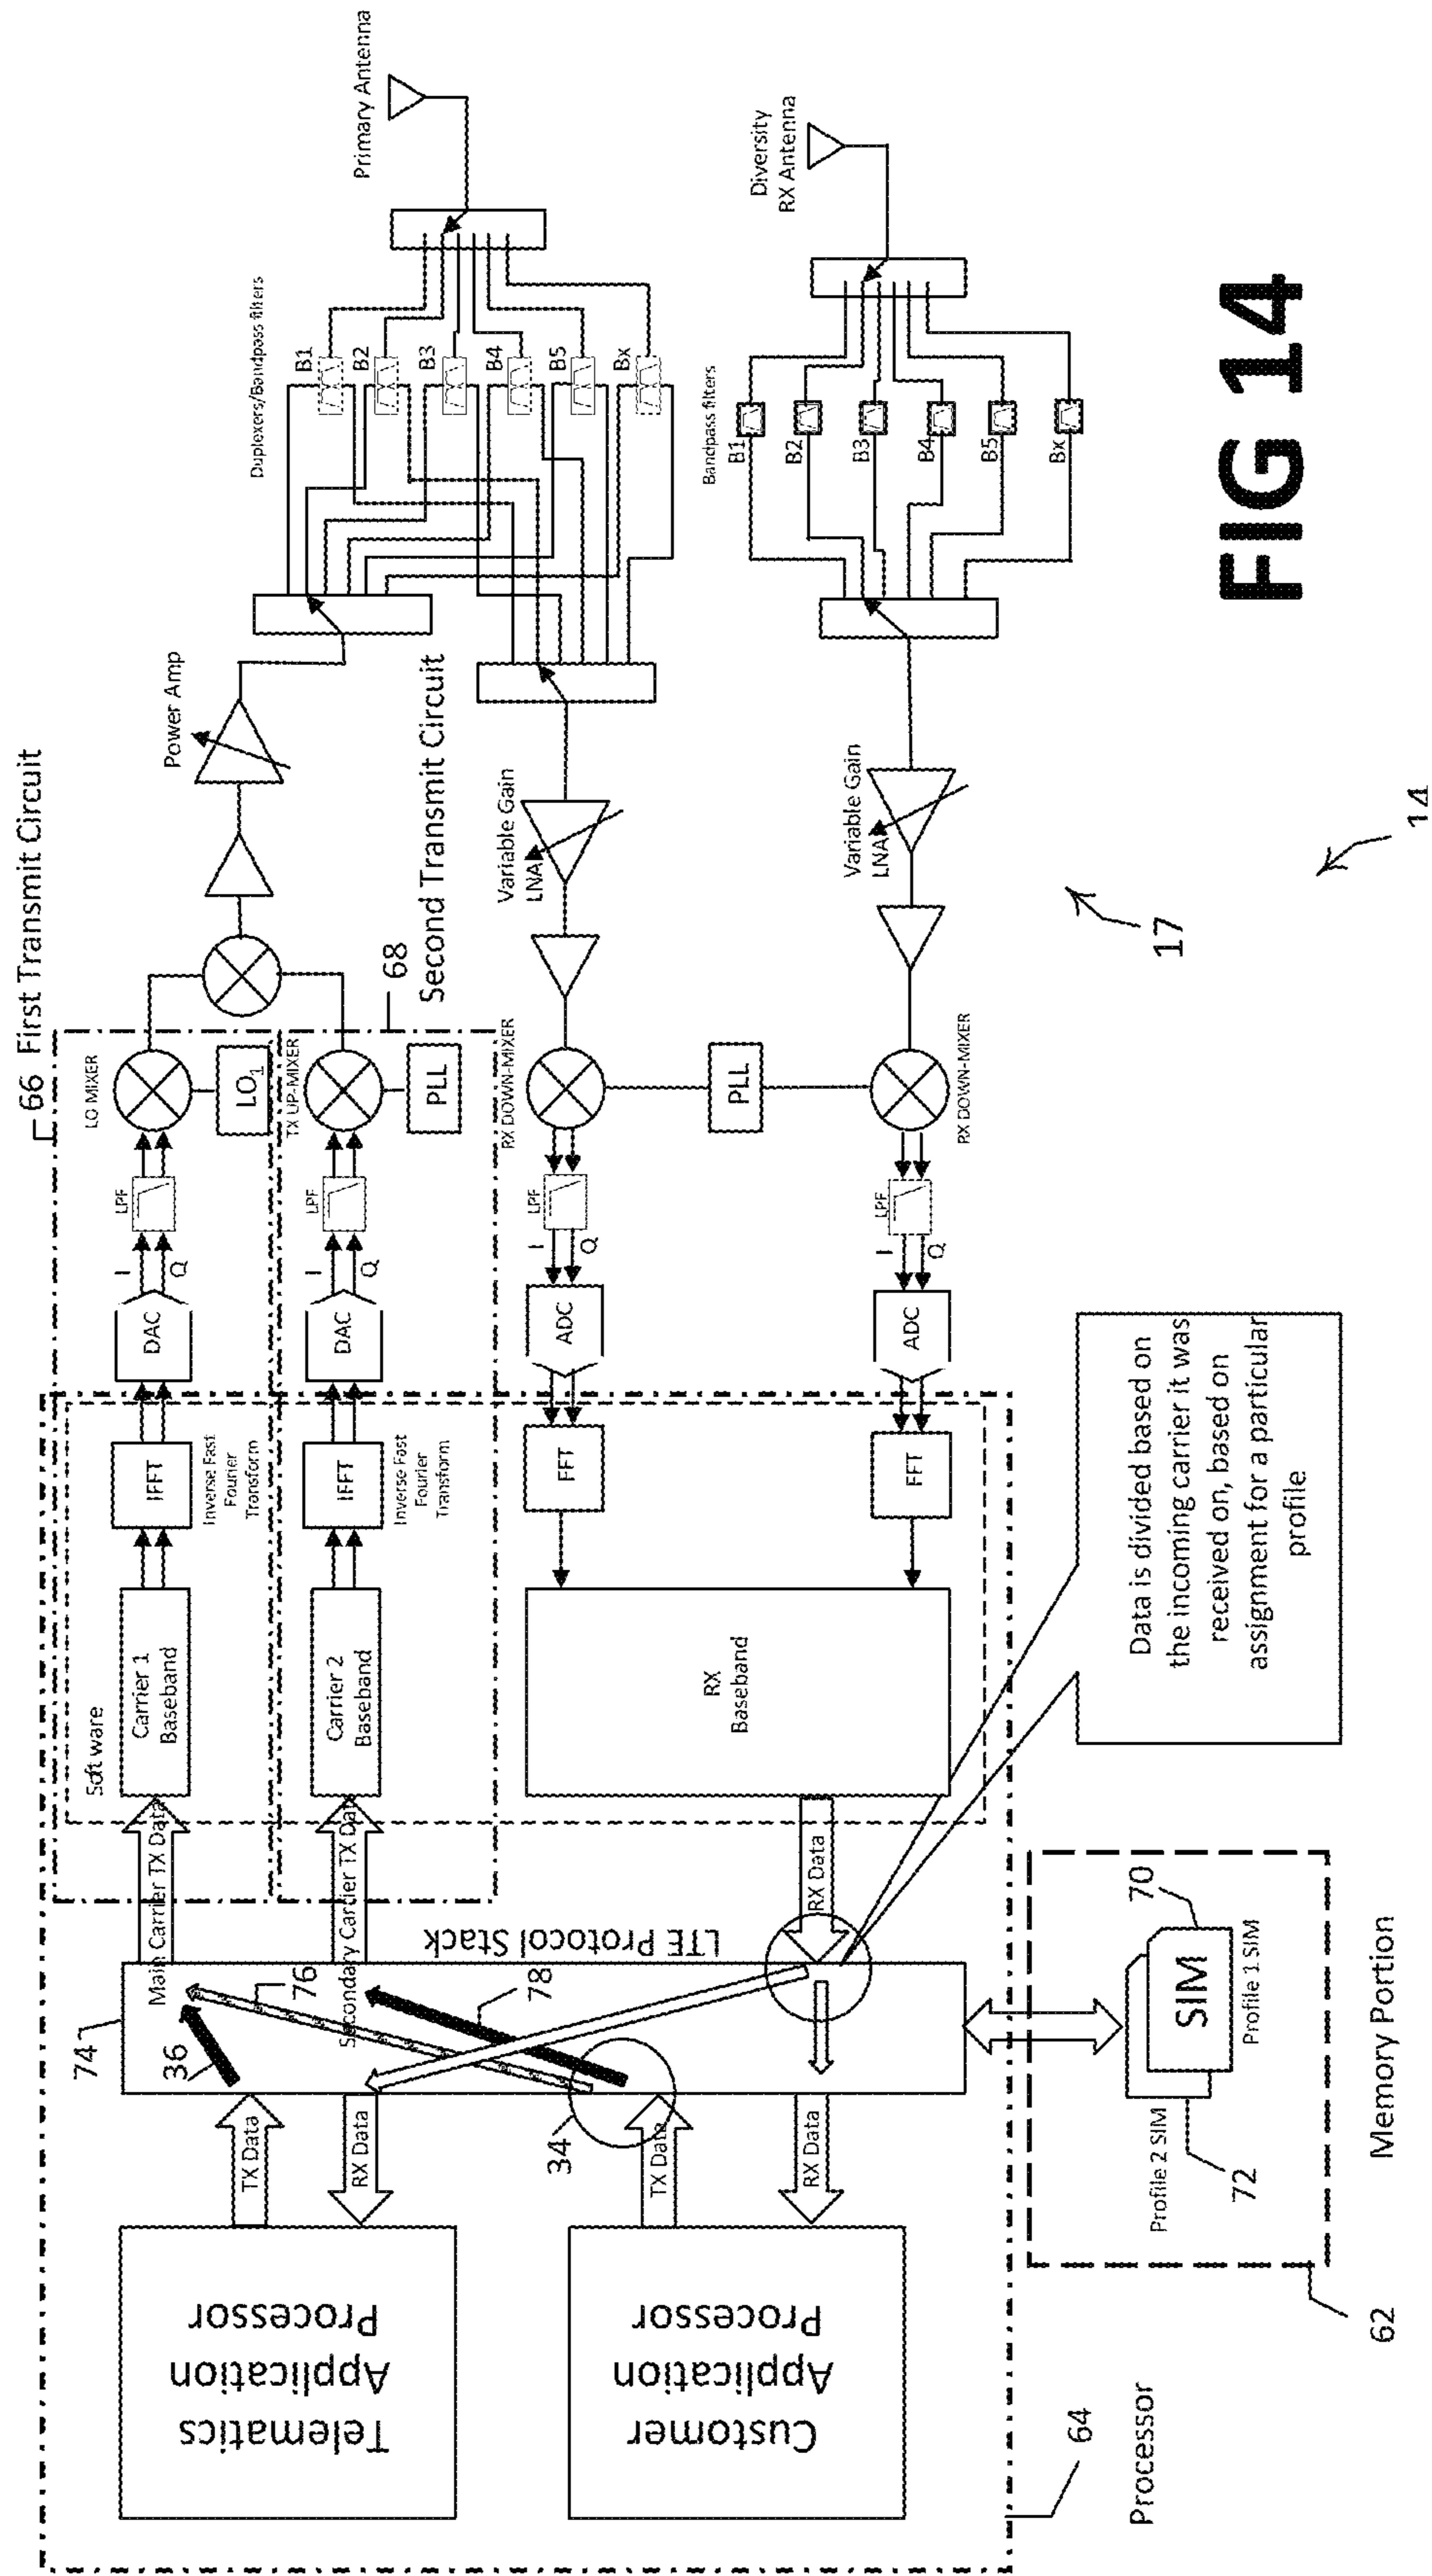 66 First Transmit Circuit
Software
Main Carrier TX Data
Carrier 1
Baseband
IFFT
Inverse Fast
Fourier
Transform
DAC
I
Q
LPF
LO MIXER
LO1
Power Amp
Secondary Carrier TX Data
Carrier 2
Baseband
IFFT
Inverse Fast
Fourier
Transform
DAC
I
Q
LPF
TX UP-MIXER
PLL
68
Second Transmit Circuit
Duplexers/Bandpass filters
B1
B2
B3
B4
B5
Bx
Primary Antenna
Telematics
Application
Processor
TX Data
RX Data
74
36
76
78
34
LTE Protocol Stack
Customer
Application
Processor
TX Data
RX Data
RX Data
RX
Baseband
FFT
ADC
I
Q
LPF
RX DOWN-MIXER
Variable Gain
LNA
PLL
FFT
ADC
I
Q
LPF
RX DOWN-MIXER
Variable Gain
LNA
Bandpass filters
B1
B2
B3
B4
B5
Bx
Diversity
RX Antenna
Data is divided based on
the incoming carrier it was
received on, based on
assignment for a particular
profile
64
Processor
62
Memory Portion
Profile 2 SIM
72
SIM
70
Profile 1 SIM
17
14
FIG 14